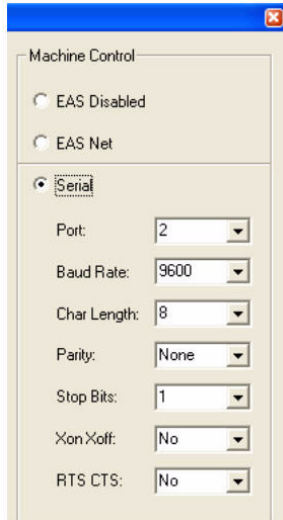 Machine Control
EAS Disabled
EAS Net
Serial
Port: 2
Baud Rate: 9600
Char Length: 8
Parity: None
Stop Bits: 1
Xon Xoff: No
RTS CTS: No